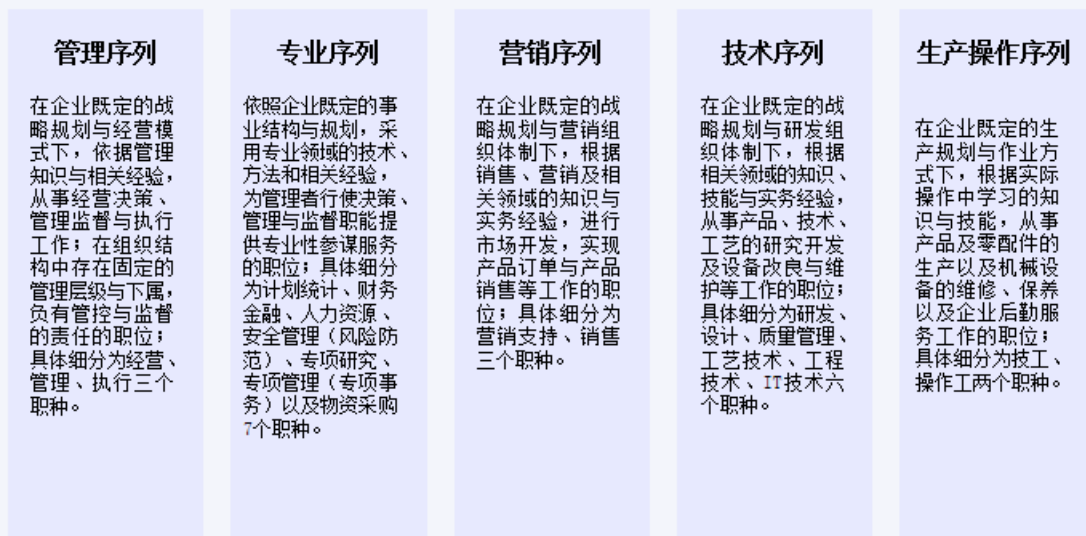 管理序列
在企业既定的战
略规划与经营模
式下，依据管理
知识与相关经验，
从事经营决策、
管理监督与执行
工作；在组织结
构中存在固定的
管理层级与下属，
负有管控与监督
的责任的职位；
具体细分为经营、
管理、执行三个
职种。
专业序列
依照企业既定的事
业结构与规划，采
用专业领域的技术、
方法和相关经验，
为管理者行使决策、
管理与监督职能提
供专业性参谋服务
的职位；具体细分
为计划统计、财务
金融、人力资源、
安全管理（风险防
范）、专项研究、
专项管理（专项事
务）以及物资采购
7个职种。
营销序列
在企业既定的战
略规划与营销组
织体制下，根据
销售、营销及相
关领域的知识与
实务经验，进行
市场开发，实现
产品订单与产品
销售等工作的职
位；具体细分为
营销支持、销售
三个职种。
技术序列
在企业既定的战
略规划与研发组
织体制下，根据
相关领域的知识、
技能与实务经验，
从事产品、技术、
工艺的研究开发
及设备改良与维
护等工作的职位；
具体细分为研发、
设计、质量管理、
工艺技术、工程
技术、IT技术六
个职种。
生产操作序列
在企业既定的生
产规划与作业方
式下，根据实际
操作中学习的知
识与技能，从事
产品及零配件的
生产以及机械设
备的维修、保养
以及企业后勤服
务工作的职位；
具体细分为技工、
操作工两个职种。